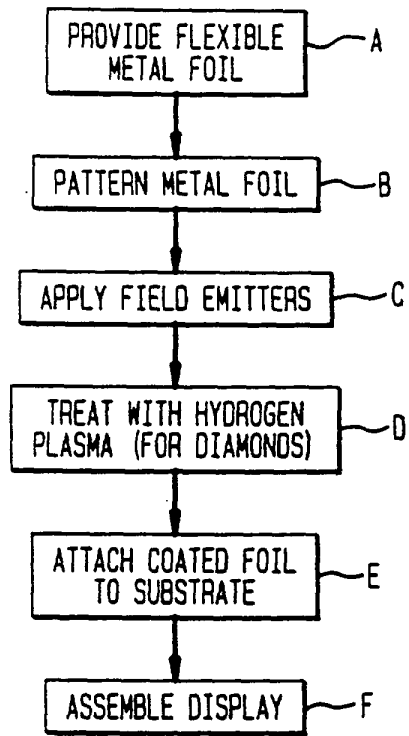 PROVIDE FLEXIBLE
METAL FOIL
A
PATTERN METAL FOIL
B
APPLY FIELD EMITTERS
C
TREAT WITH HYDROGEN
PLASMA (FOR DIAMONDS)
D
ATTACH COATED FOIL
TO SUBSTRATE
E
ASSEMBLE DISPLAY
F